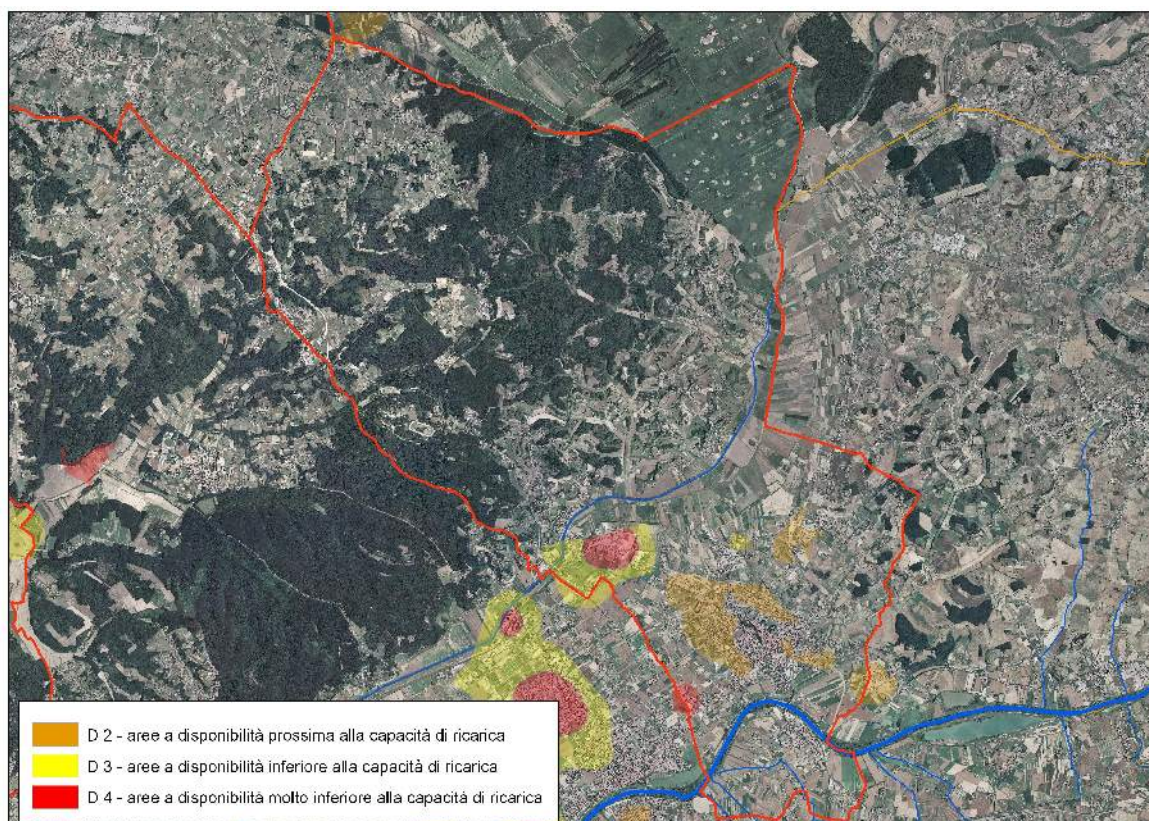 D 2 - aree a disponibilità prossima alla capacità di ricarica
D 3 - aree a disponibilità inferiore alla capacità di ricarica
D 4 - aree a disponibilità molto inferiore alla capacità di ricarica